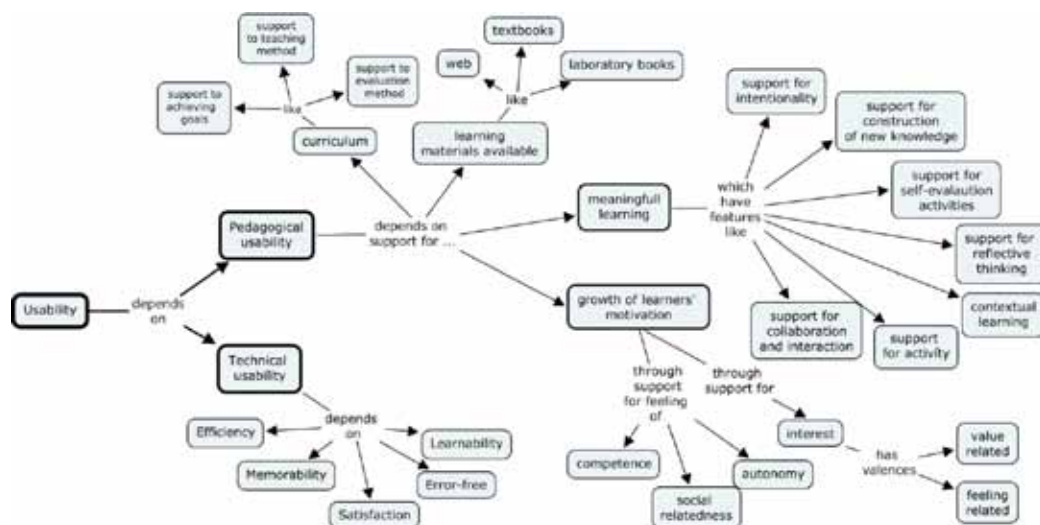 support
to teaching
method
textbooks
web
laboratory books
support to
evaluation
method
support to
achieving
goals
like
like
curriculum
learning
materials available
support for
intentionality
support for
construction
of new knowledge
support for
self-evalaution
activities
support for
reflective
thinking
contextual
learning
support
for activity
support for
collaboration
and interaction
which
have
features
like
meaningfull
learning
Pedagogical
usability
depends on
support for ...
Usability
depends
on
growth of learners'
motivation
Technical
usability
through
support
for feeling
of
through
support for
depends
on
Efficiency
Learnability
Memorability
Error-free
Satisfaction
competence
social
relatedness
autonomy
interest
has
valences
value
related
feeling
related